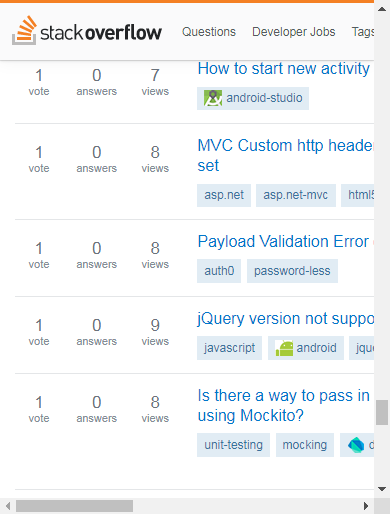 stackoverflow Questions Developer Jobs Tags
1 0 7 How to start new activity
vote answers views
android-studio
1 0 8 MVC Custom http header
vote answers views set
asp.net asp.net-mvc html5
1 0 8 Payload Validation Error
vote answers views
auth0 password-less
1 0 9 jQuery version not suppo
vote answers views
javascript android jque
1 0 8 Is there a way to pass in
vote answers views using Mockito?
unit-testing mocking d